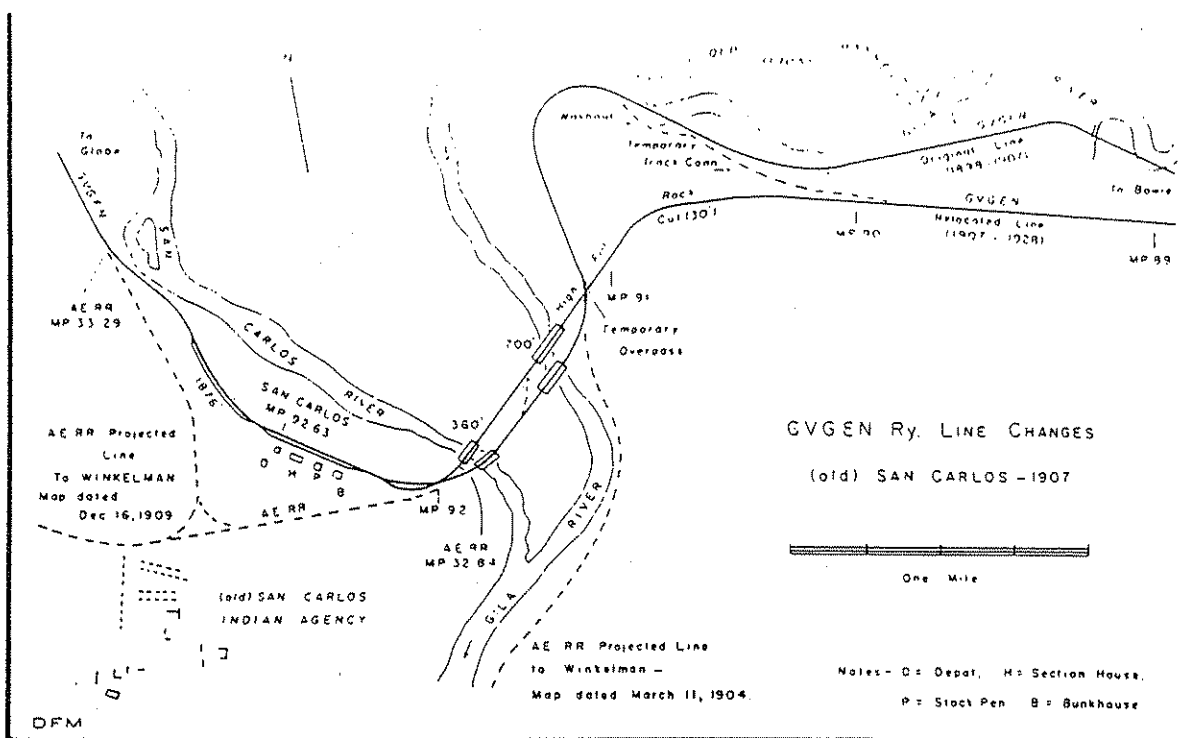 N
To
Globe
GVGEN
SAN
CARLOS
RIVER
AE RR
MP 33.29
1876'
SAN CARLOS
MP 92.63
D
H
P
B
AE RR Projected
Line
To WINKELMAN
Map dated
Dec 16, 1909
AE RR
MP 92
360'
AE RR
MP 32.84
700'
High
Fill
MP 91
Temporary
Overpass
Washout
Temporary
Track Conn.
Rock
Cut (30')
GVGEN
Original Line
RIVER
To Bowie
GVGEN
Relocated Line
(1907 - 1928)
MP 90
MP 89
GVGEN Ry. LINE CHANGES
(old) SAN CARLOS - 1907
One Mile
GILA
RIVER
(old) SAN CARLOS
INDIAN AGENCY
AE RR Projected Line
to Winkelman -
Map dated March 11, 1904.
Notes - D = Depot, H = Section House,
P = Stock Pen B = Bunkhouse
DFM